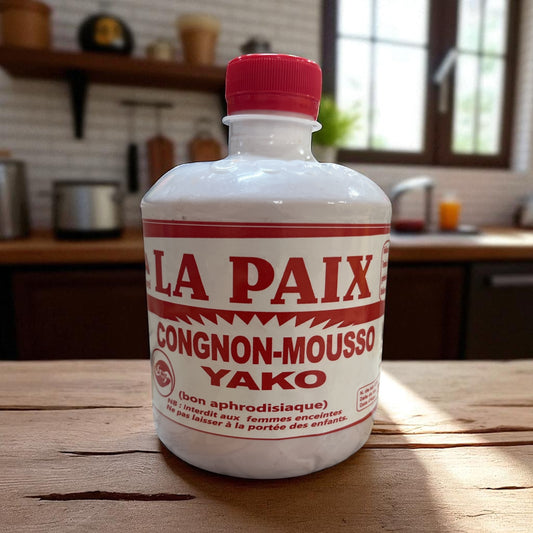 LA PAIX
CONGNON-MOUSSO
YAKO
(bon aphrodisiaque)
NB : Interdit aux femmes enceintes
Ne pas laisser à la portée des enfants.